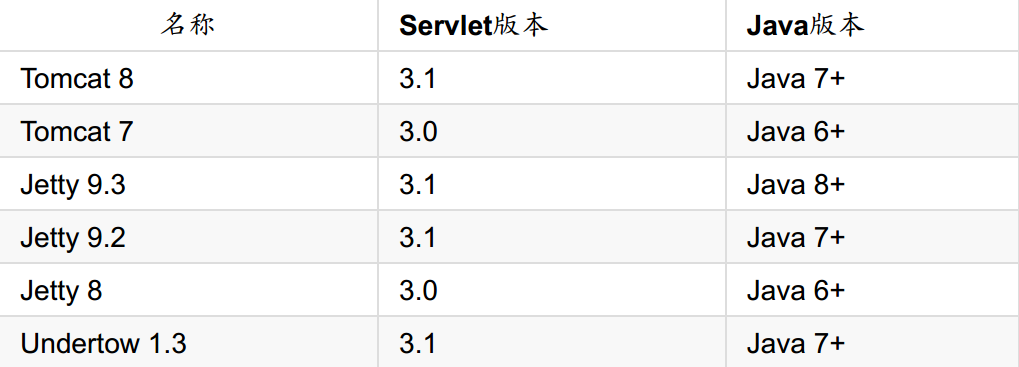 名称 Servlet版本 Java版本
Tomcat 8 3.1 Java 7+
Tomcat 7 3.0 Java 6+
Jetty 9.3 3.1 Java 8+
Jetty 9.2 3.1 Java 7+
Jetty 8 3.0 Java 6+
Undertow 1.3 3.1 Java 7+